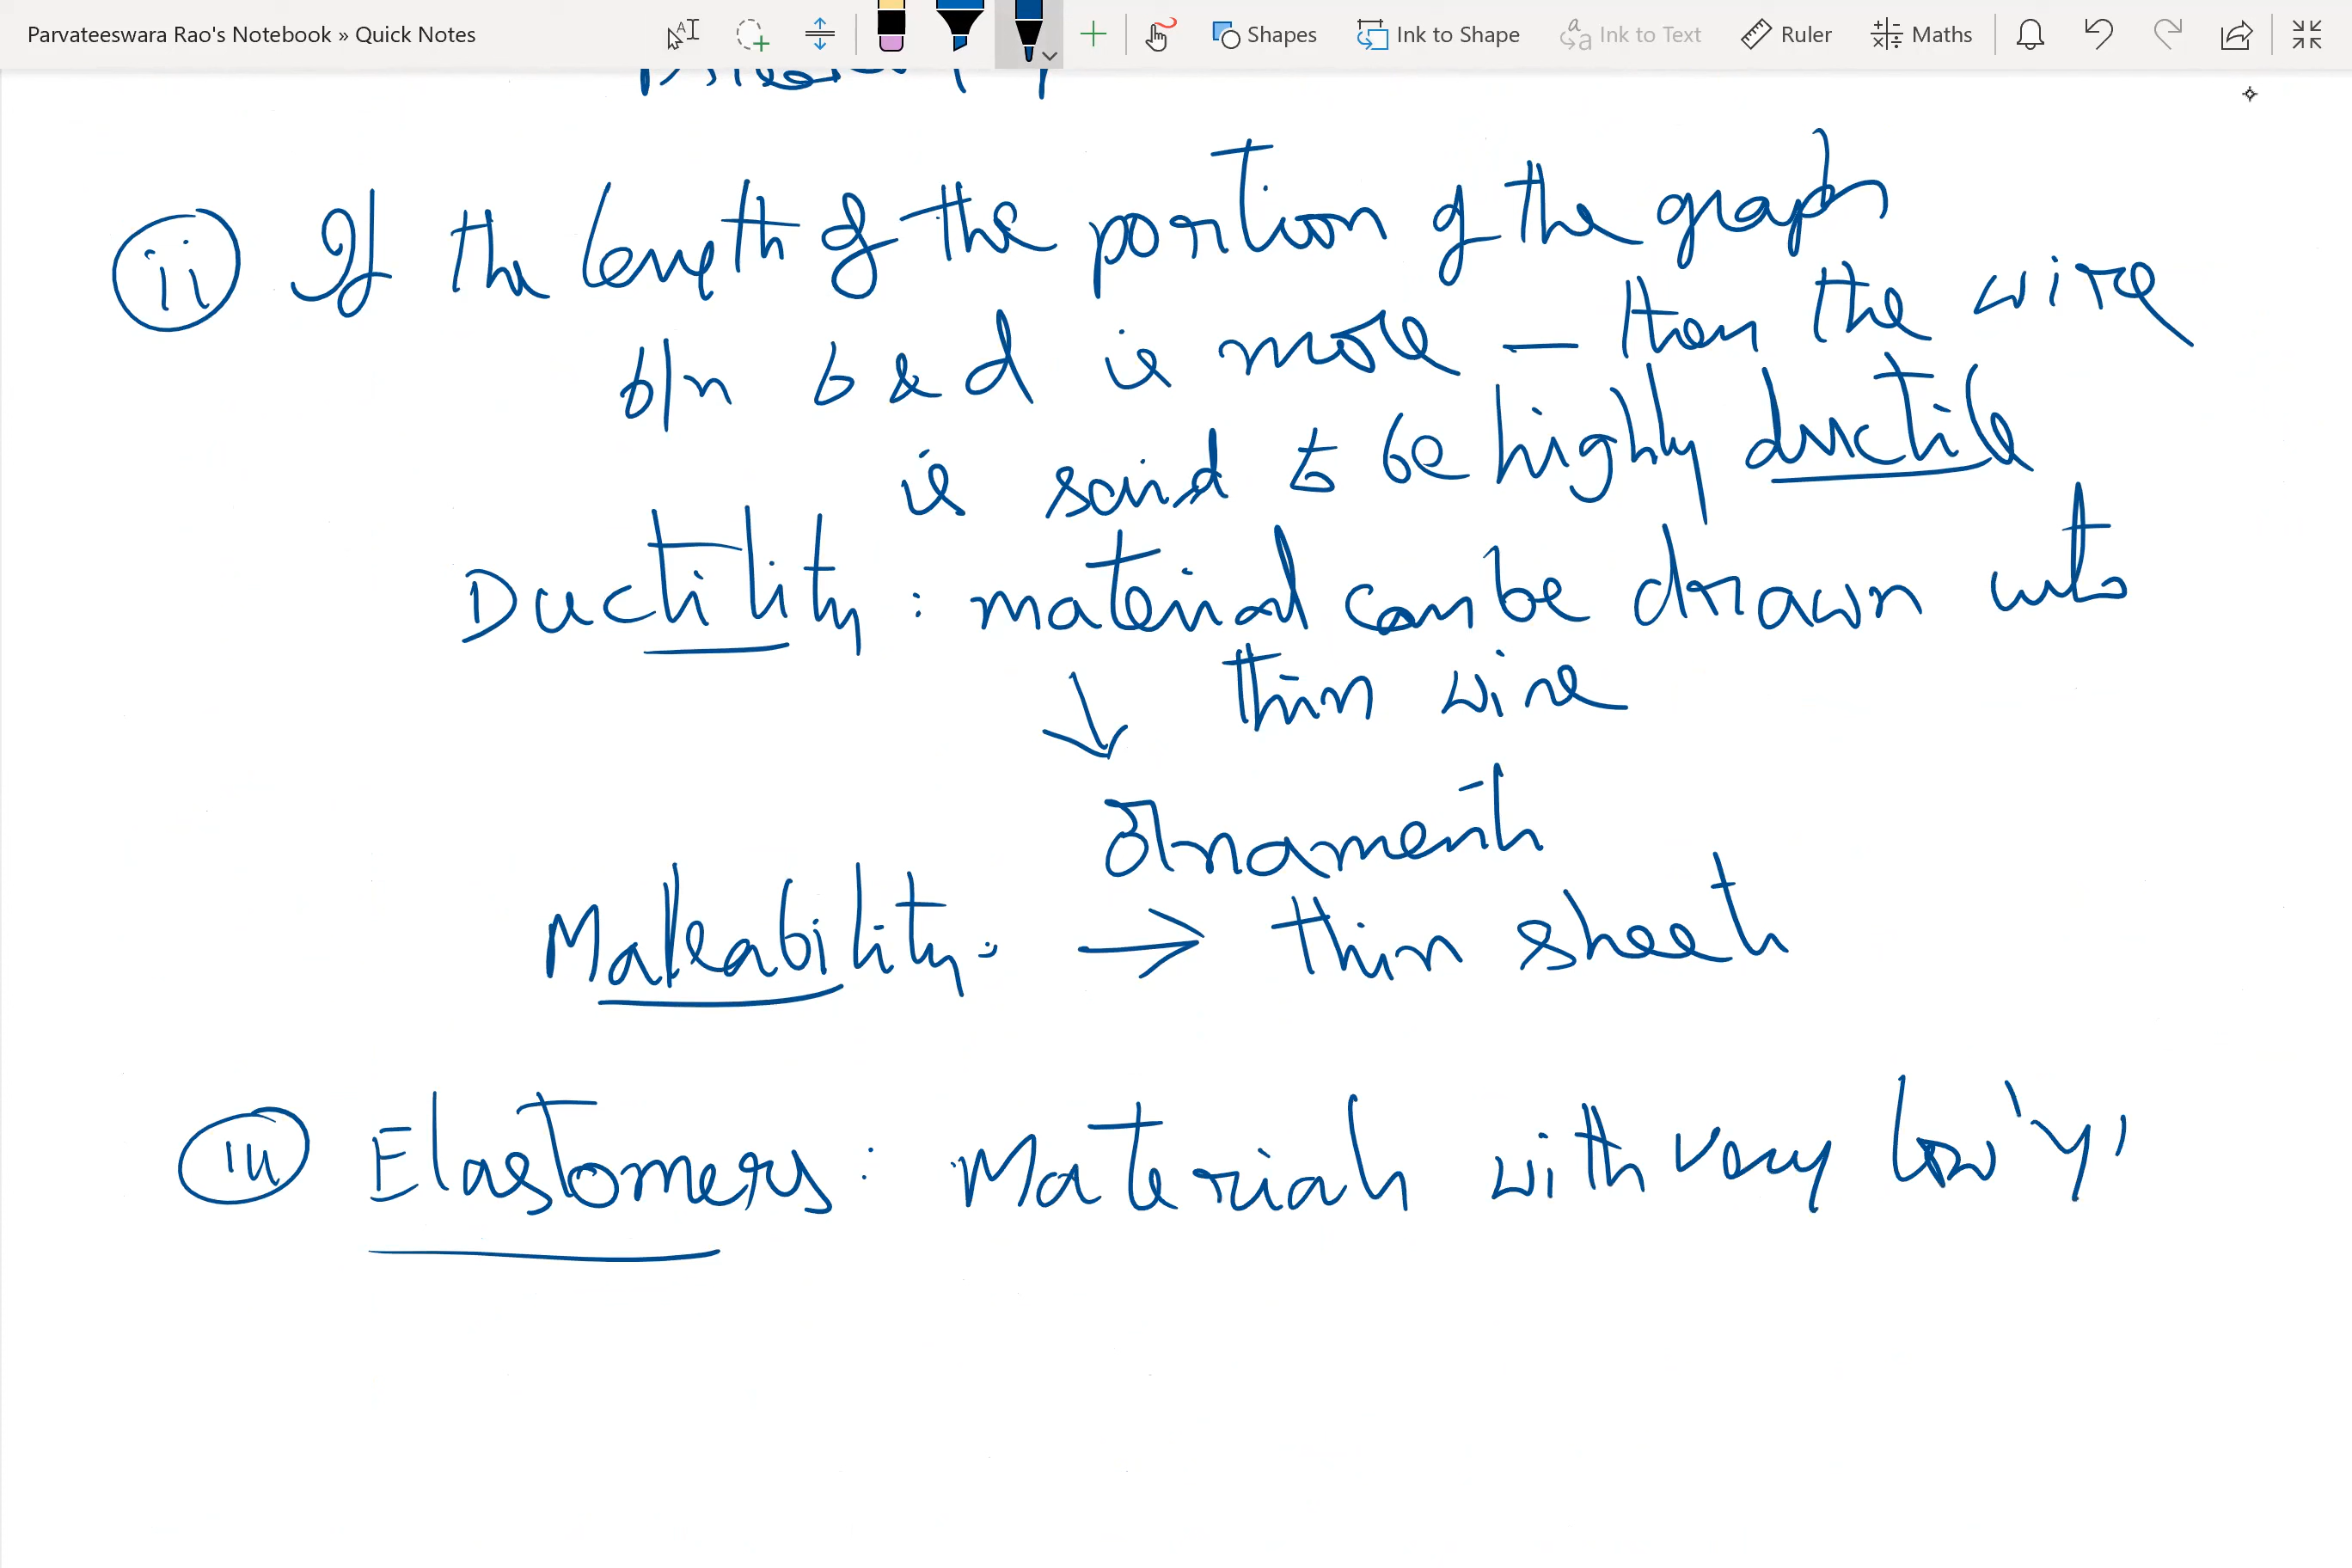 Parvateeswara Rao's Notebook » Quick Notes Shapes Ink to Shape Ink to Text Ruler Maths
ii If the length of the portion of the graph
b/n b & d is more — then the wire
is said to be highly ductile
Ductility : material can be drawn into
↓ thin wire
Ornaments
Malleability : → thin sheets
iii Elastomers : Materials with very low 'Y'